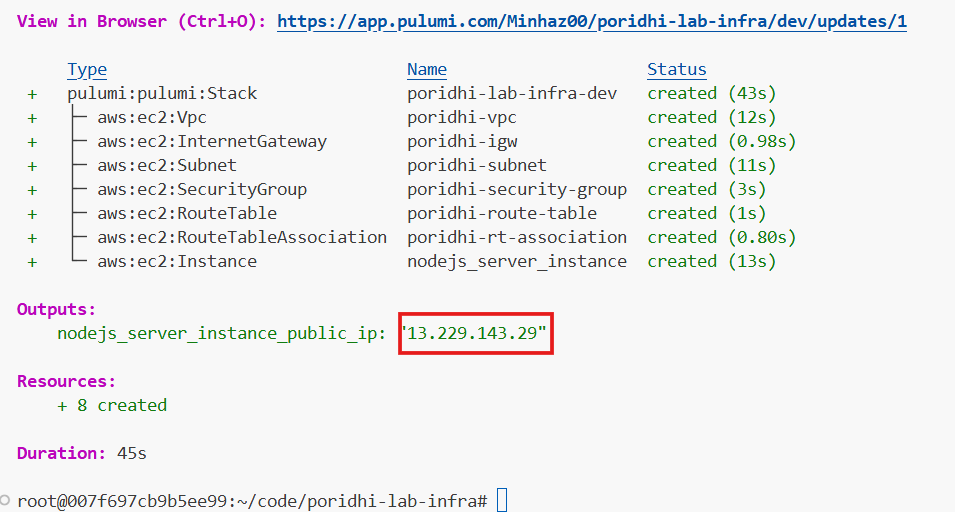 View in Browser (Ctrl+O): https://app.pulumi.com/Minhaz00/poridhi-lab-infra/dev/updates/1
Type Name Status
+ pulumi:pulumi:Stack poridhi-lab-infra-dev created (43s)
+ ├─ aws:ec2:Vpc poridhi-vpc created (12s)
+ ├─ aws:ec2:InternetGateway poridhi-igw created (0.98s)
+ ├─ aws:ec2:Subnet poridhi-subnet created (11s)
+ ├─ aws:ec2:SecurityGroup poridhi-security-group created (3s)
+ ├─ aws:ec2:RouteTable poridhi-route-table created (1s)
+ ├─ aws:ec2:RouteTableAssociation poridhi-rt-association created (0.80s)
+ └─ aws:ec2:Instance nodejs_server_instance created (13s)
Outputs:
nodejs_server_instance_public_ip: "13.229.143.29"
Resources:
+ 8 created
Duration: 45s
root@007f697cb9b5ee99:~/code/poridhi-lab-infra#